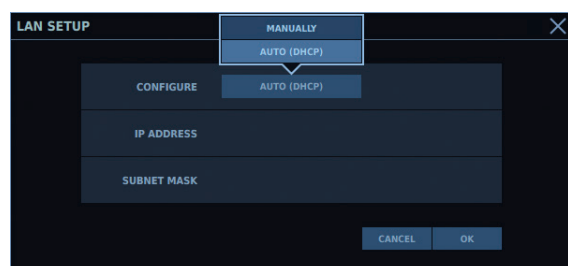 LAN SETUP
MANUALLY
AUTO (DHCP)
CONFIGURE AUTO (DHCP)
IP ADDRESS
SUBNET MASK
CANCEL OK